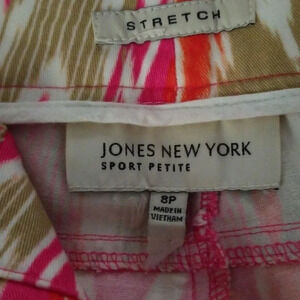 STRETCH
JONES NEW YORK
SPORT PETITE
8P
MADE IN
VIETNAM